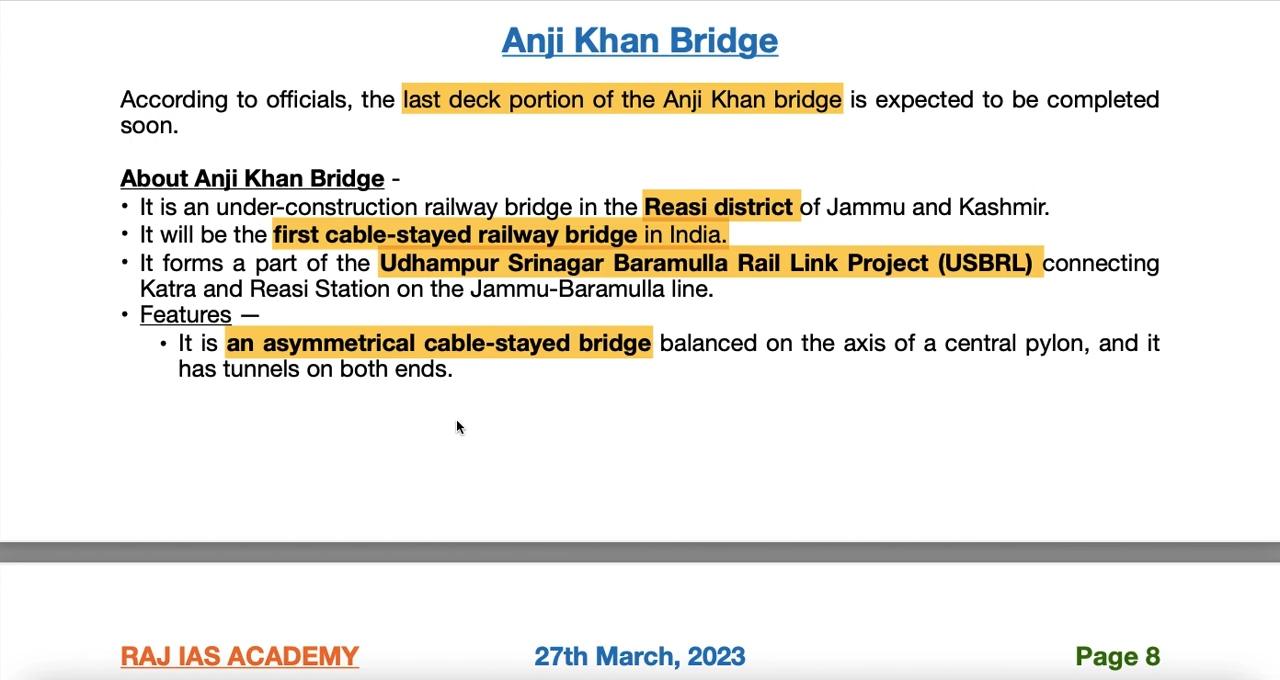 Anji Khan Bridge
According to officials, the last deck portion of the Anji Khan bridge is expected to be completed
soon.
About Anji Khan Bridge -
• It is an under-construction railway bridge in the Reasi district of Jammu and Kashmir.
• It will be the first cable-stayed railway bridge in India.
• It forms a part of the Udhampur Srinagar Baramulla Rail Link Project (USBRL) connecting
Katra and Reasi Station on the Jammu-Baramulla line.
• Features —
• It is an asymmetrical cable-stayed bridge balanced on the axis of a central pylon, and it
has tunnels on both ends.
RAJ IAS ACADEMY 27th March, 2023 Page 8